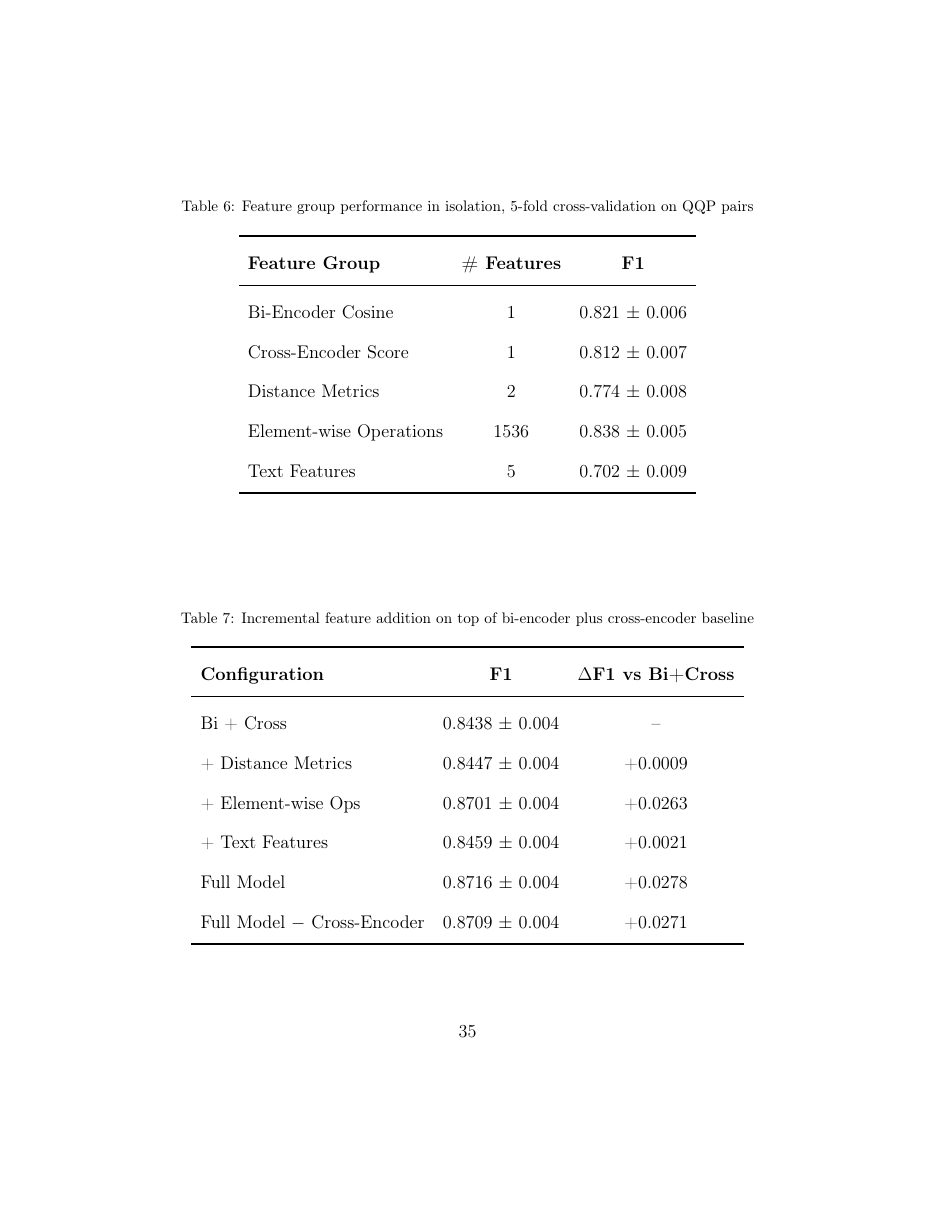 Table 6: Feature group performance in isolation, 5-fold cross-validation on QQP pairs
Feature Group # Features F1
Bi-Encoder Cosine 1 0.821 ± 0.006
Cross-Encoder Score 1 0.812 ± 0.007
Distance Metrics 2 0.774 ± 0.008
Element-wise Operations 1536 0.838 ± 0.005
Text Features 5 0.702 ± 0.009
Table 7: Incremental feature addition on top of bi-encoder plus cross-encoder baseline
Configuration F1 ΔF1 vs Bi+Cross
Bi + Cross 0.8438 ± 0.004 –
+ Distance Metrics 0.8447 ± 0.004 +0.0009
+ Element-wise Ops 0.8701 ± 0.004 +0.0263
+ Text Features 0.8459 ± 0.004 +0.0021
Full Model 0.8716 ± 0.004 +0.0278
Full Model − Cross-Encoder 0.8709 ± 0.004 +0.0271
35